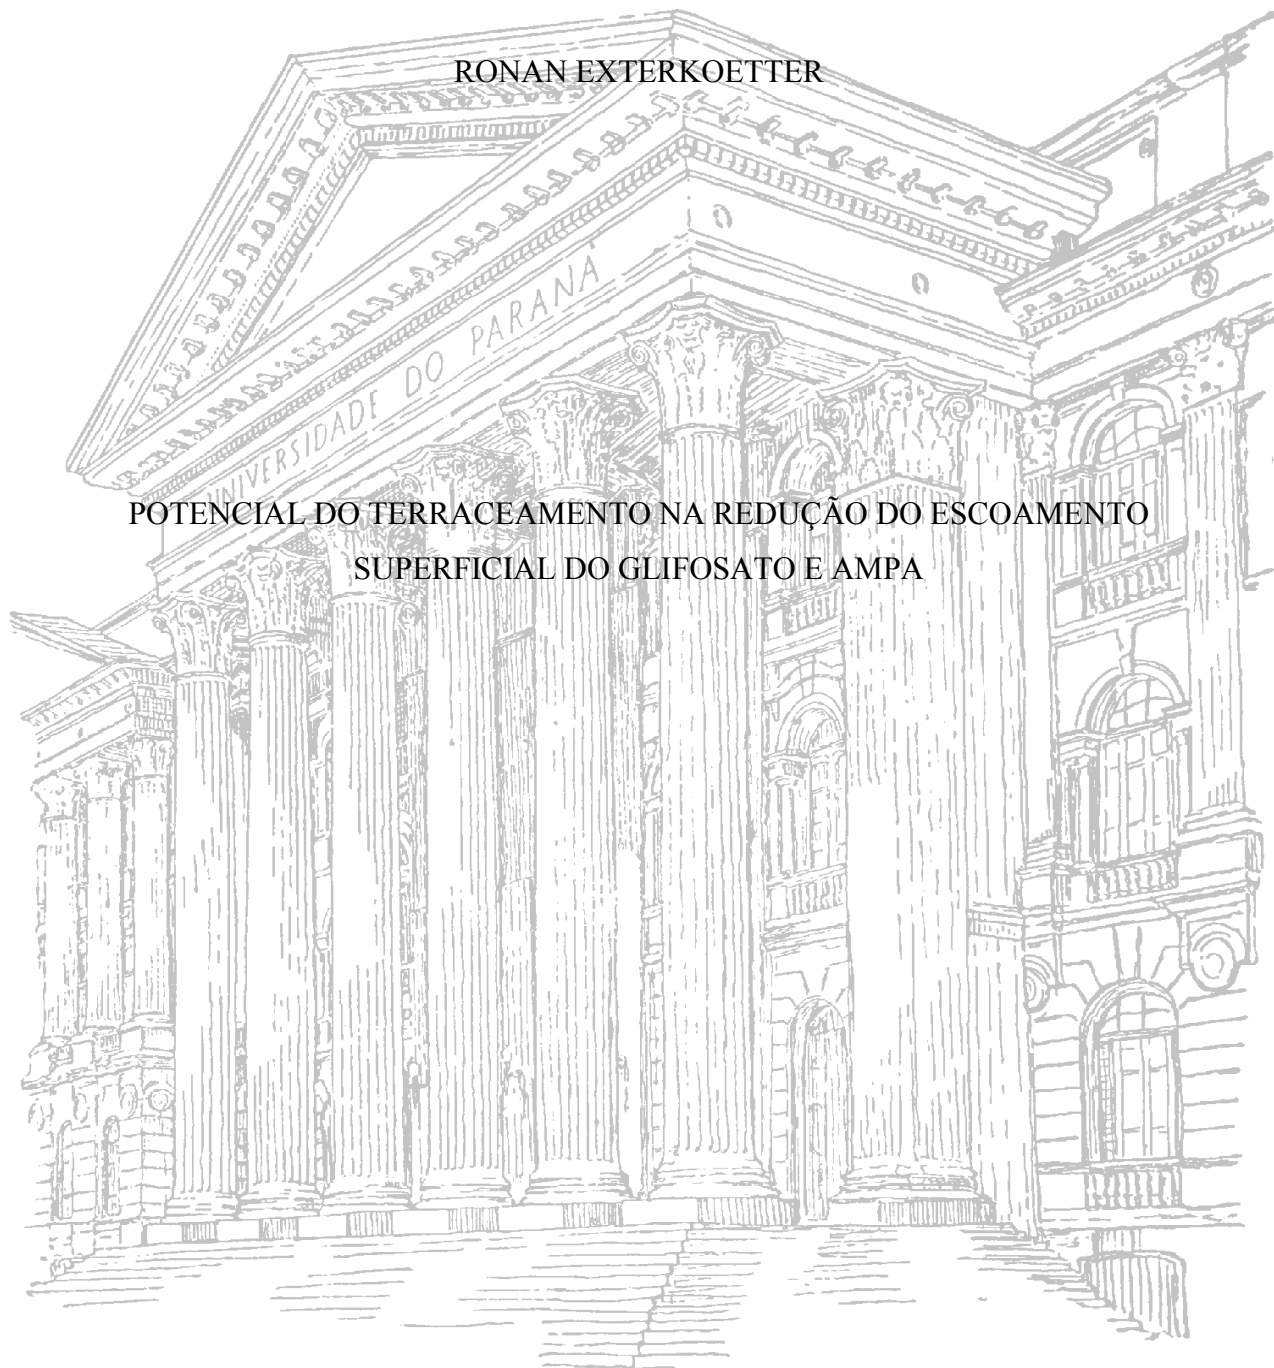 RONAN EXTERKOETTER
UNIVERSIDADE DO PARANÁ
POTENCIAL DO TERRACEAMENTO NA REDUÇÃO DO ESCOAMENTO
SUPERFICIAL DO GLIFOSATO E AMPA